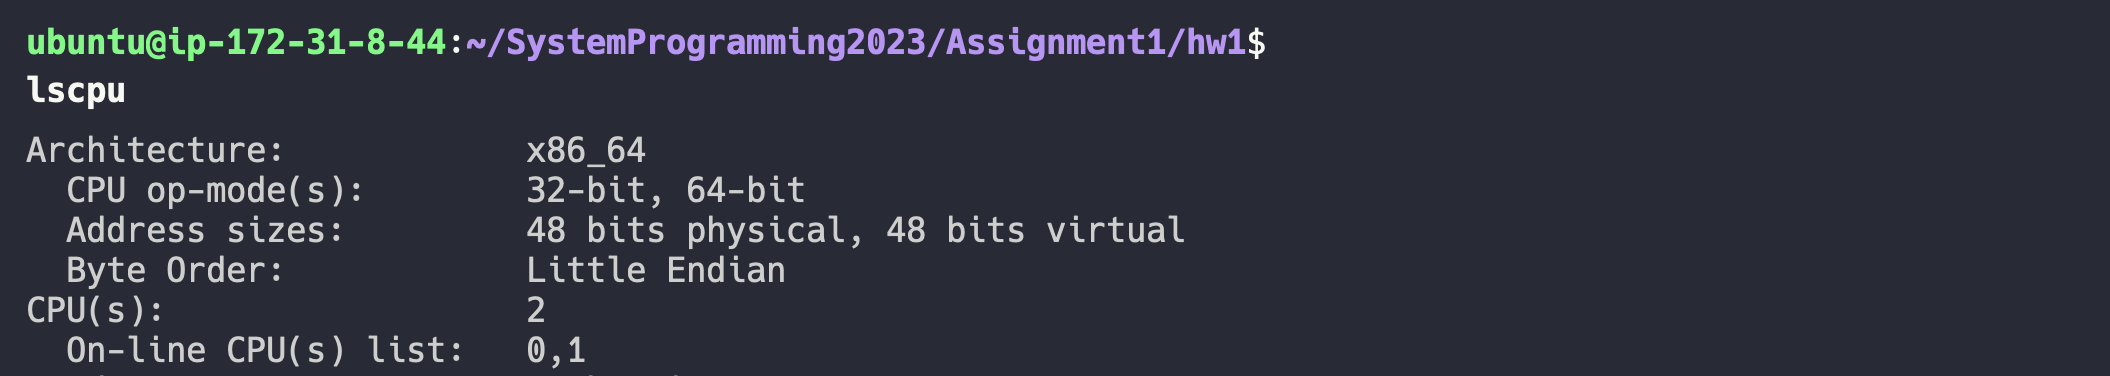 ubuntu@ip-172-31-8-44:~/SystemProgramming2023/Assignment1/hw1$
lscpu
Architecture: x86_64
CPU op-mode(s): 32-bit, 64-bit
Address sizes: 48 bits physical, 48 bits virtual
Byte Order: Little Endian
CPU(s): 2
On-line CPU(s) list: 0,1